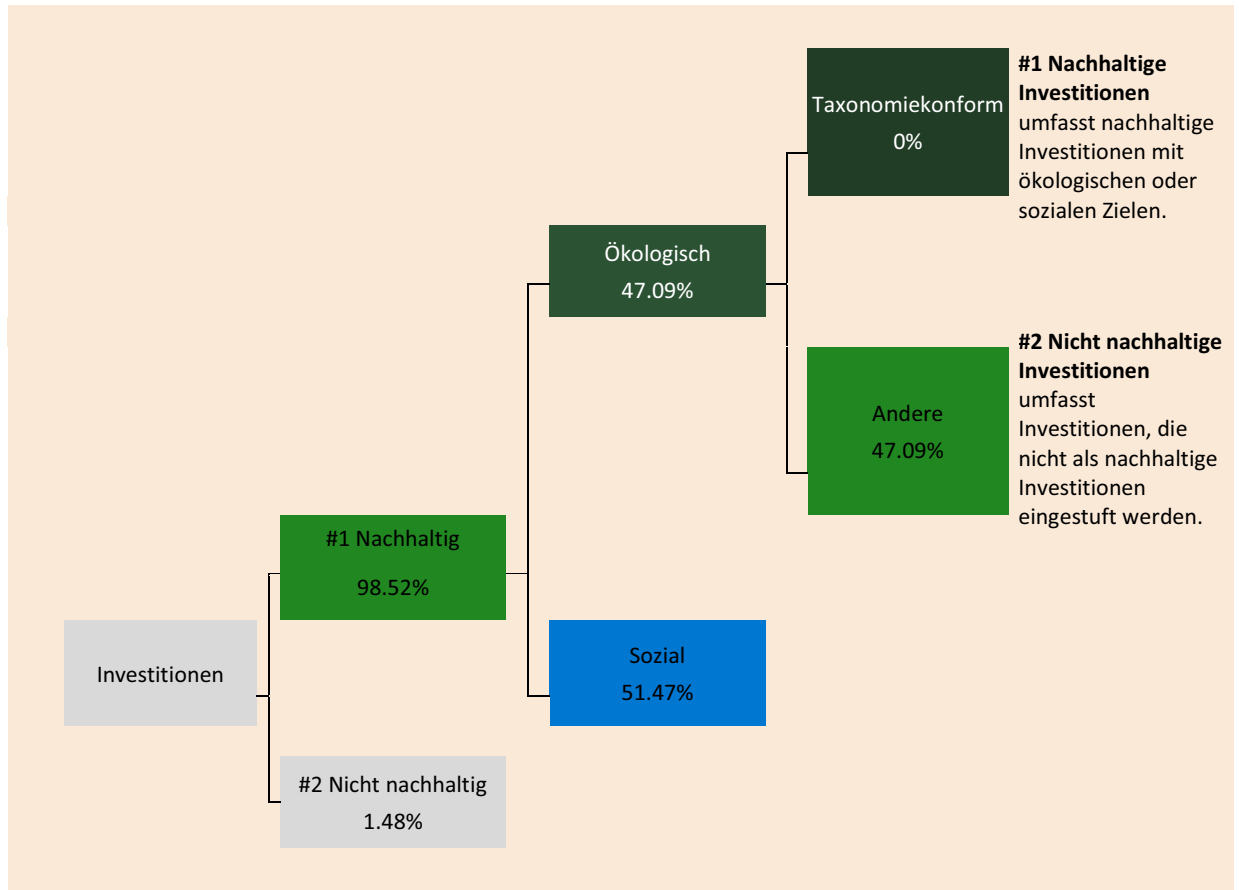 Taxonomiekonform
0%
#1 Nachhaltige
Investitionen
umfasst nachhaltige
Investitionen mit
ökologischen oder
sozialen Zielen.
Ökologisch
47.09%
Andere
47.09%
#2 Nicht nachhaltige
Investitionen
umfasst
Investitionen, die
nicht als nachhaltige
Investitionen
eingestuft werden.
#1 Nachhaltig
98.52%
Investitionen
Sozial
51.47%
#2 Nicht nachhaltig
1.48%